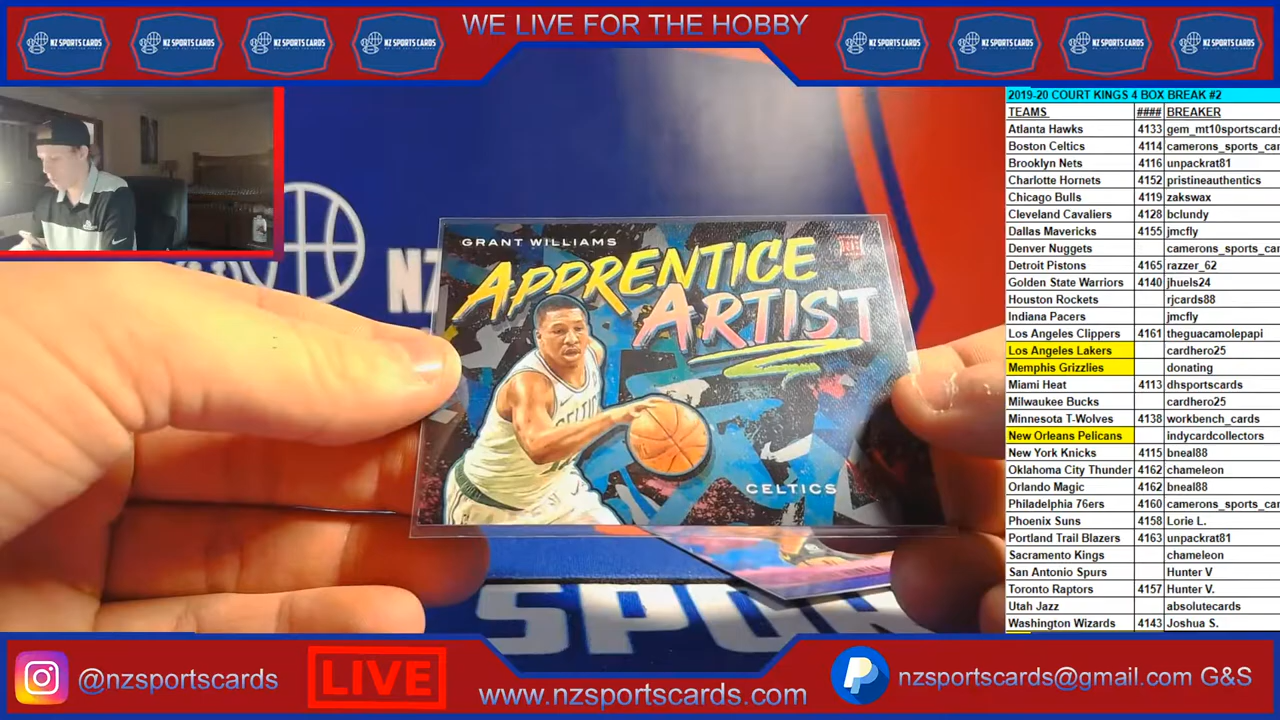 WE LIVE FOR THE HOBBY
NZ SPORTS CARDS
NZ SPORTS CARDS
NZ SPORTS CARDS
NZ SPORTS CARDS
NZ SPORTS CARDS
NZ SPORTS CARDS
NZ SPORTS CARDS
NZ SPORTS CARDS
2019-20 COURT KINGS 4 BOX BREAK #2
TEAMS #### BREAKER
Atlanta Hawks 4133 gem_mt10sportscards
Boston Celtics 4114 camerons_sports_ca
Brooklyn Nets 4116 unpackrat81
Charlotte Hornets 4152 pristineauthentics
Chicago Bulls 4119 zakswax
Cleveland Cavaliers 4128 bclundy
Dallas Mavericks 4155 jmcfly
Denver Nuggets camerons_sports_ca
Detroit Pistons 4165 razzer_62
Golden State Warriors 4140 jhuels24
Houston Rockets rjcards88
Indiana Pacers jmcfly
Los Angeles Clippers 4161 theguacamolepapi
Los Angeles Lakers cardhero25
Memphis Grizzlies donating
Miami Heat 4113 dhsportscards
Milwaukee Bucks cardhero25
Minnesota T-Wolves 4138 workbench_cards
New Orleans Pelicans indycardcollectors
New York Knicks 4115 bneal88
Oklahoma City Thunder 4162 chameleon
Orlando Magic 4162 bneal88
Philadelphia 76ers 4160 camerons_sports_ca
Phoenix Suns 4158 Lorie L.
Portland Trail Blazers 4163 unpackrat81
Sacramento Kings chameleon
San Antonio Spurs Hunter V
Toronto Raptors 4157 Hunter V.
Utah Jazz absolutecards
Washington Wizards 4143 Joshua S.
GRANT WILLIAMS
APPRENTICE
ARTIST
CELTICS
NZ
SPOR
@nzsportscards
LIVE
www.nzsportscards.com
nzsportscards@gmail.com G&S